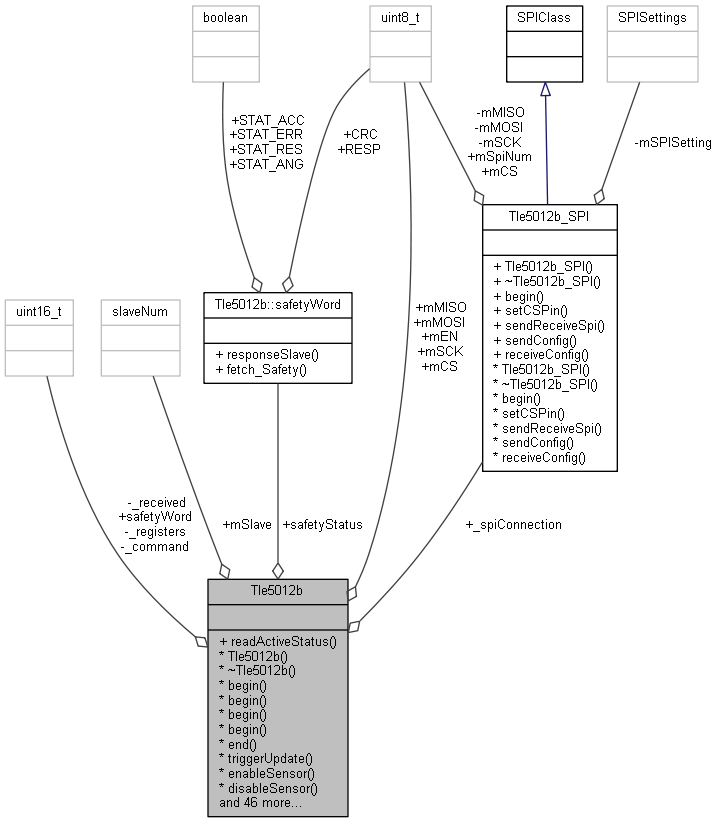 boolean
uint8_t
SPIClass
SPISettings
+STAT_ACC
+STAT_ERR
+STAT_RES
+STAT_ANG
+CRC
+RESP
-mMISO
-mMOSI
-mSCK
+mSpiNum
+mCS
-mSPISetting
Tle5012b_SPI
+ Tle5012b_SPI()
+ ~Tle5012b_SPI()
+ begin()
+ setCSPin()
+ sendReceiveSpi()
+ sendConfig()
+ receiveConfig()
* Tle5012b_SPI()
* ~Tle5012b_SPI()
* begin()
* setCSPin()
* sendReceiveSpi()
* sendConfig()
* receiveConfig()
uint16_t
slaveNum
Tle5012b::safetyWord
+ responseSlave()
+ fetch_Safety()
+mMISO
+mMOSI
+mEN
+mSCK
+mCS
-_received
+safetyWord
-_registers
-_command
+mSlave
+safetyStatus
+_spiConnection
Tle5012b
+ readActiveStatus()
* Tle5012b()
* ~Tle5012b()
* begin()
* begin()
* begin()
* begin()
* end()
* triggerUpdate()
* enableSensor()
* disableSensor()
and 46 more...